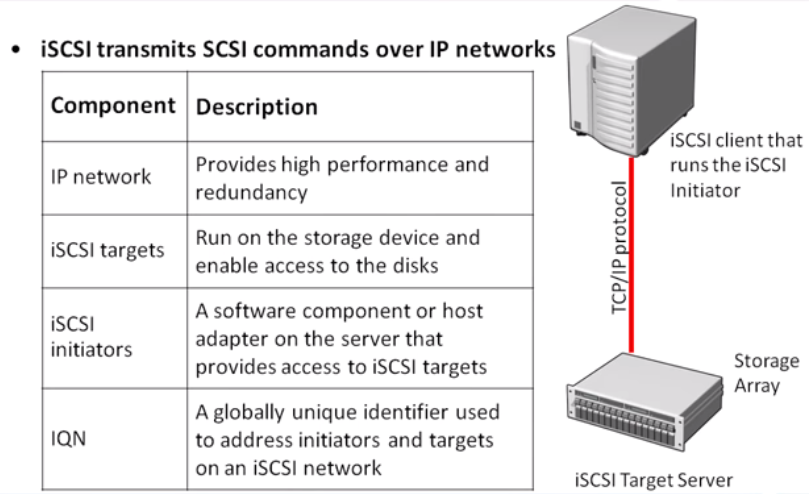 • iSCSI transmits SCSI commands over IP networks
Component Description
IP network
Provides high performance and
redundancy
iSCSI targets
Run on the storage device and
enable access to the disks
iSCSI
initiators
A software component or host
adapter on the server that
provides access to iSCSI targets
IQN
A globally unique identifier used
to address initiators and targets
on an iSCSI network
iSCSI client that
runs the iSCSI
Initiator
TCP/IP protocol
Storage
Array
iSCSI Target Server